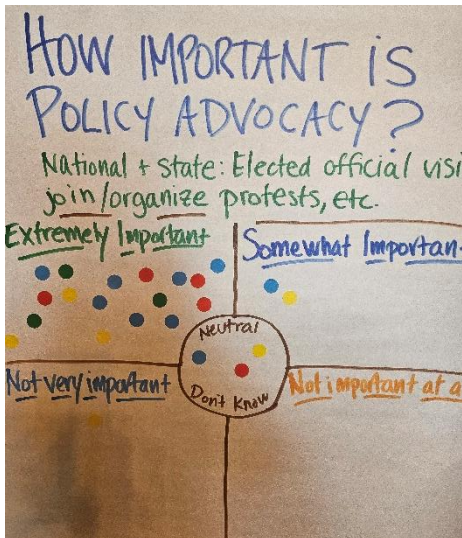 HOW IMPORTANT IS
POLICY ADVOCACY?
National + State: Elected official visi
join/organize protests, etc.
Extremely Important
Somewhat Importan
Neutral
Don't Know
Not very important
Not important at a